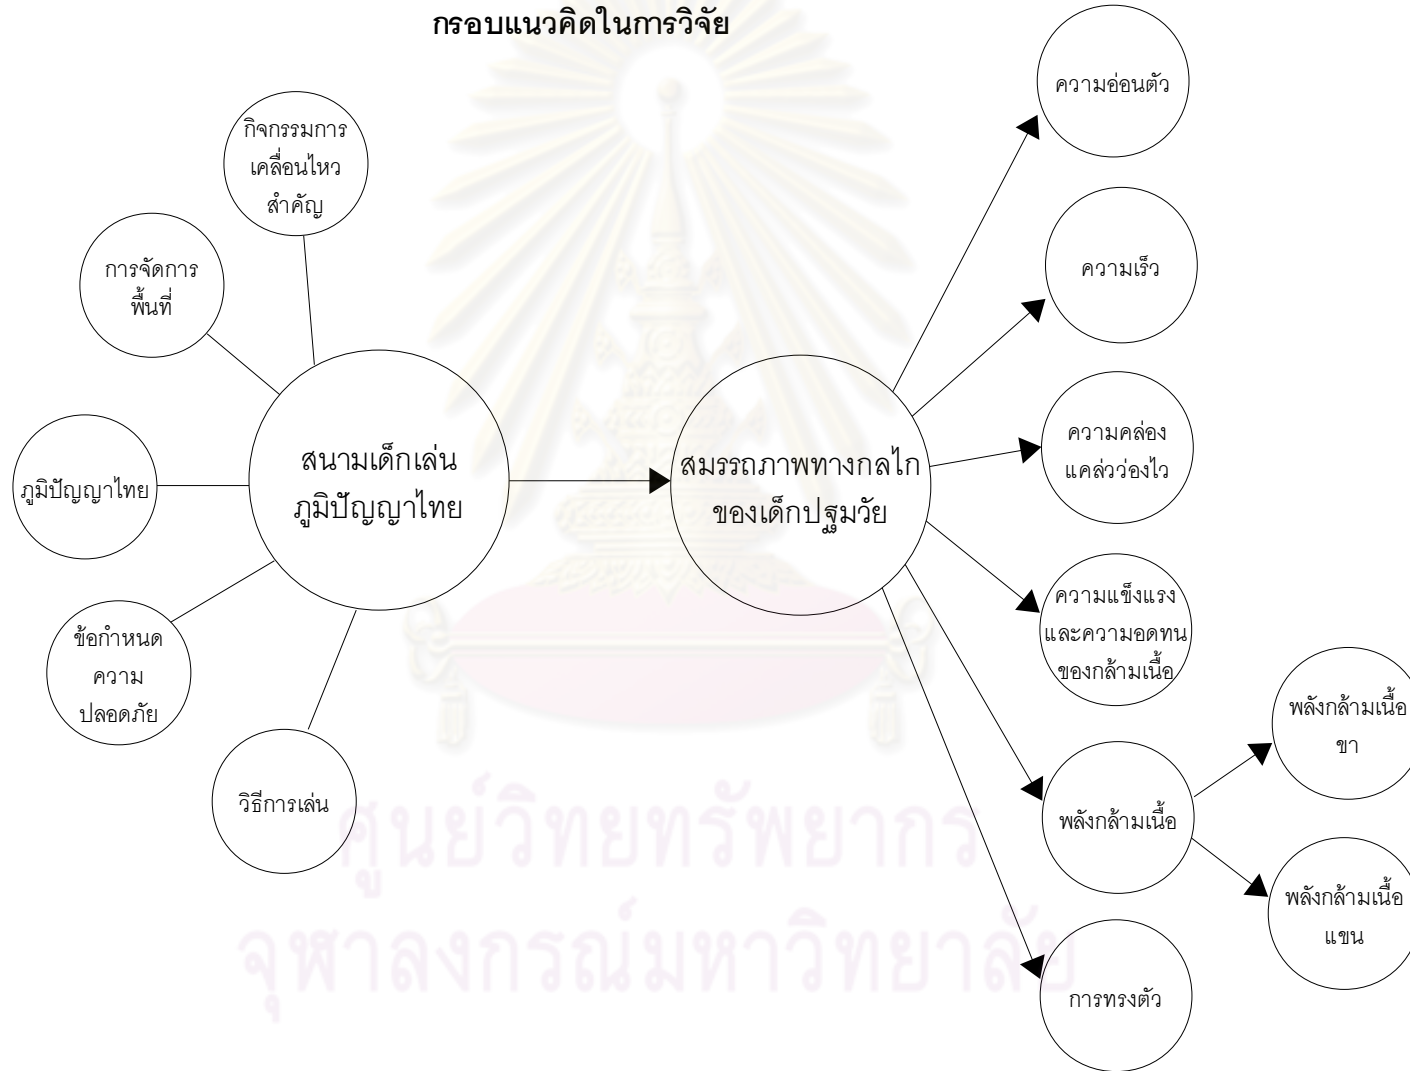 กรอบแนวคิดในการวิจัย
กิจกรรมการ
เคลื่อนไหว
สำคัญ
การจัดการ
พื้นที่
ภูมิปัญญาไทย
ข้อกำหนด
ความ
ปลอดภัย
วิธีการเล่น
สนามเด็กเล่น
ภูมิปัญญาไทย
สมรรถภาพทางกลไก
ของเด็กปฐมวัย
ความอ่อนตัว
ความเร็ว
ความคล่อง
แคล่วว่องไว
ความแข็งแรง
และความอดทน
ของกล้ามเนื้อ
พลังกล้ามเนื้อ
พลังกล้ามเนื้อ
ขา
พลังกล้ามเนื้อ
แขน
การทรงตัว
ศูนย์วิทยทรัพยากร
จุฬาลงกรณ์มหาวิทยาลัย